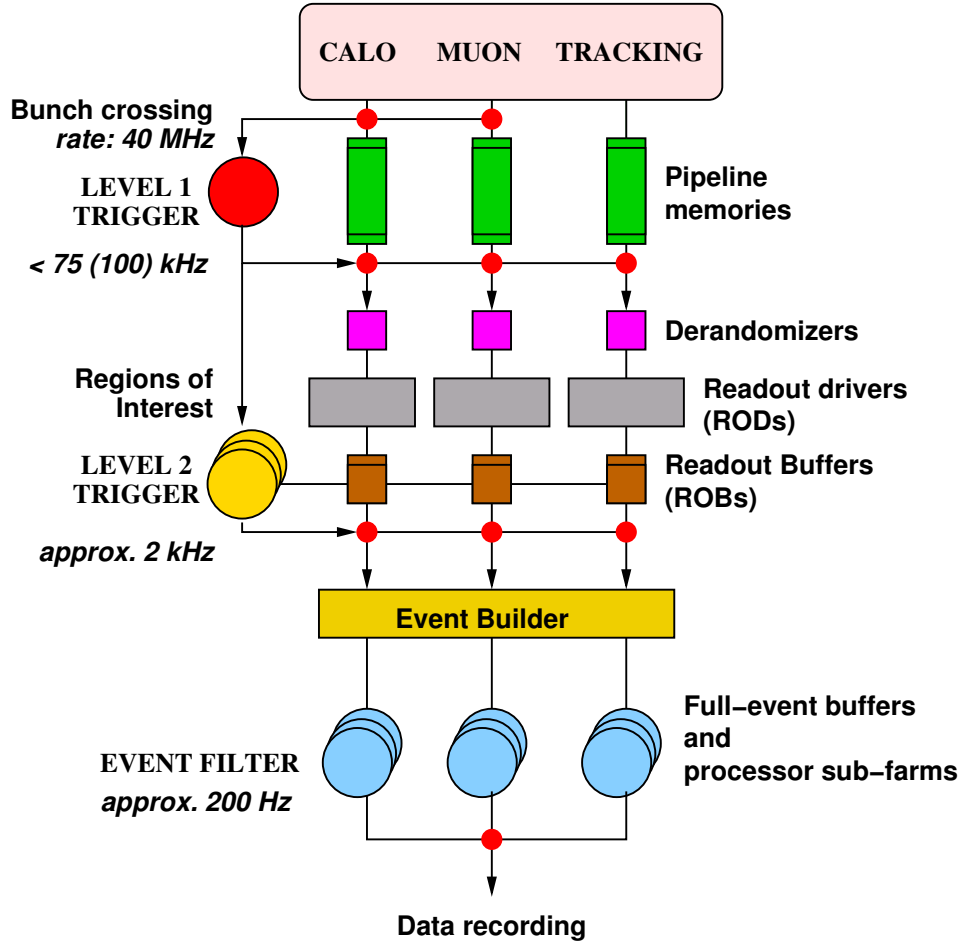 CALO MUON TRACKING
Bunch crossing
rate: 40 MHz
LEVEL 1
TRIGGER
Pipeline
memories
< 75 (100) kHz
Derandomizers
Regions of
Interest
Readout drivers
(RODs)
LEVEL 2
TRIGGER
Readout Buffers
(ROBs)
approx. 2 kHz
Event Builder
Full−event buffers
and
processor sub−farms
EVENT FILTER
approx. 200 Hz
Data recording